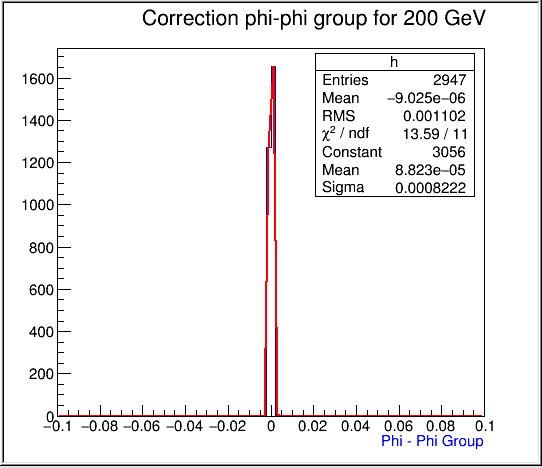 Correction phi-phi group for 200 GeV
h
Entries 2947
Mean −9.025e−06
RMS 0.001102
χ² / ndf 13.59 / 11
Constant 3056
Mean 8.823e−05
Sigma 0.0008222
1600
1400
1200
1000
800
600
400
200
0
−0.1 −0.08 −0.06 −0.04 −0.02 0 0.02 0.04 0.06 0.08 0.1
Phi - Phi Group